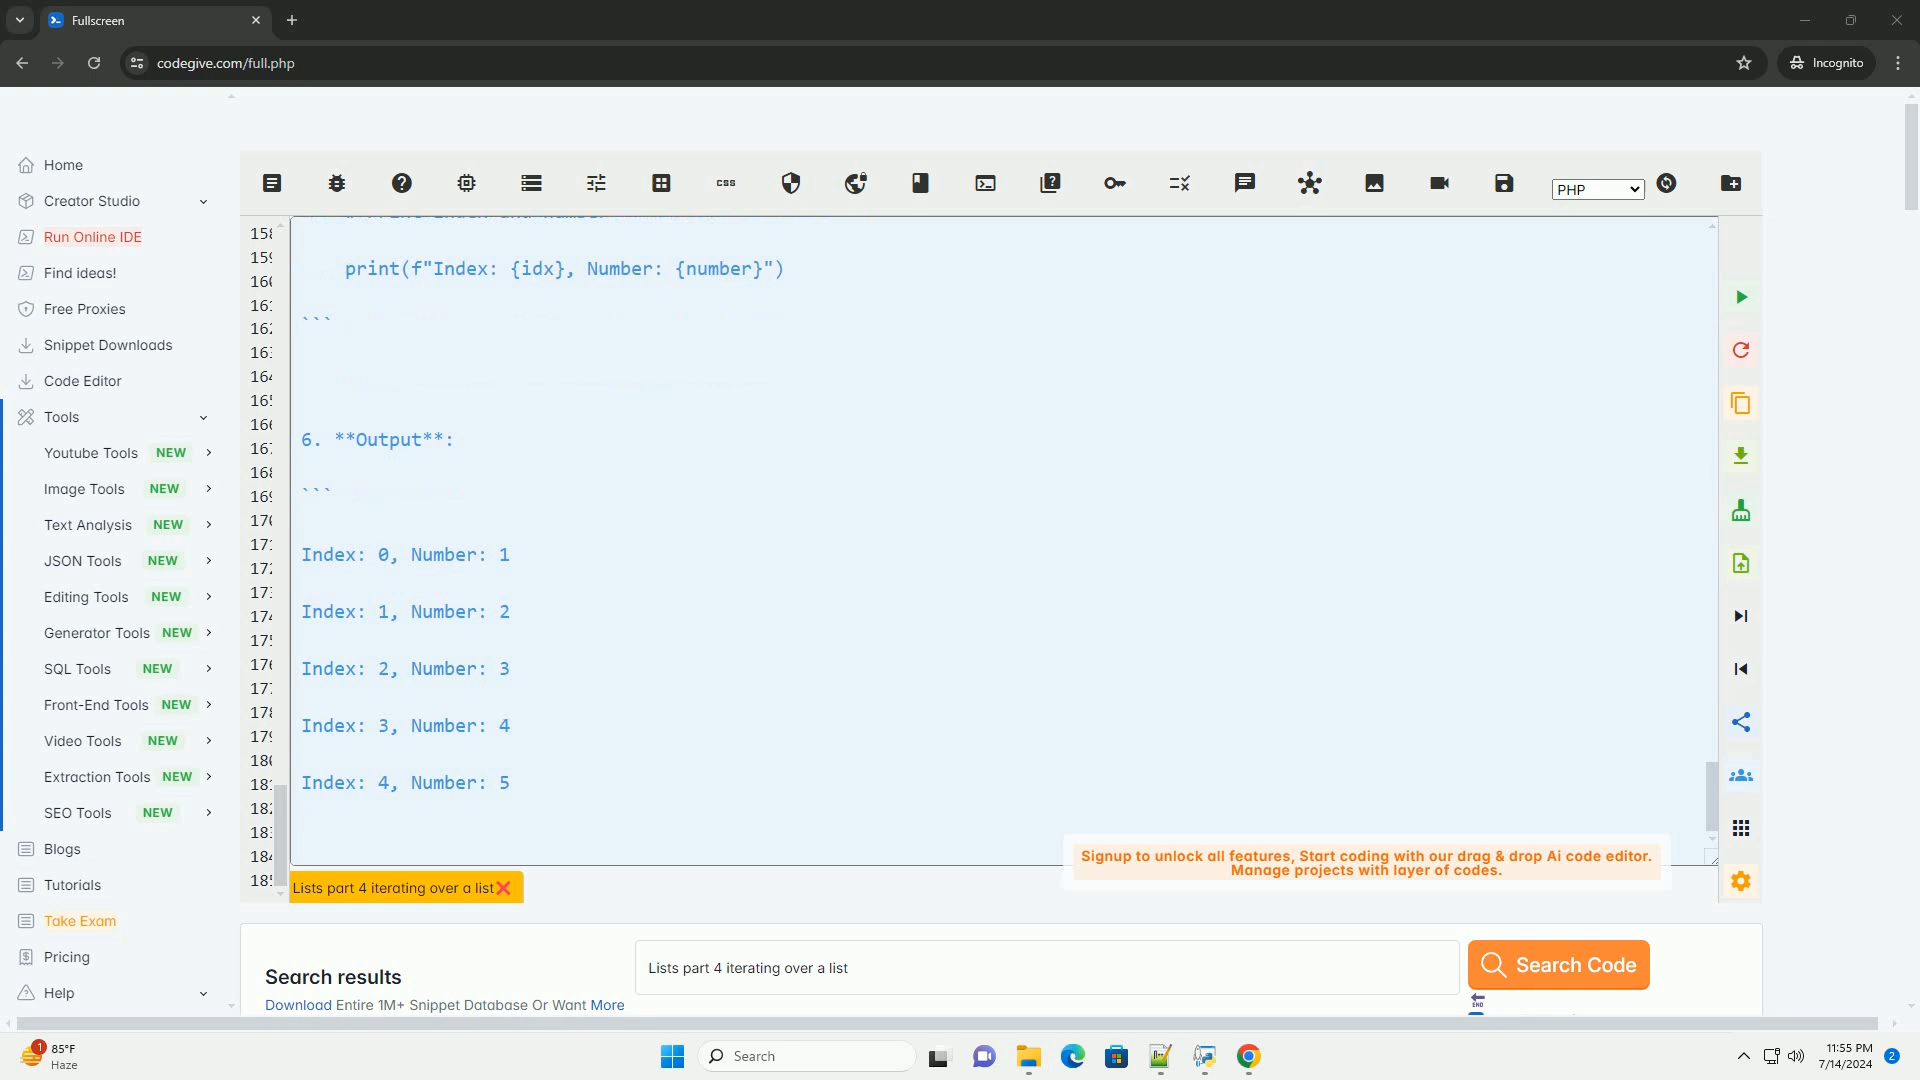 Fullscreen
codegive.com/full.php
Incognito
Home
Creator Studio
Run Online IDE
Find ideas!
Free Proxies
Snippet Downloads
Code Editor
Tools
Youtube Tools NEW
Image Tools NEW
Text Analysis NEW
JSON Tools NEW
Editing Tools NEW
Generator Tools NEW
SQL Tools NEW
Front-End Tools NEW
Video Tools NEW
Extraction Tools NEW
SEO Tools NEW
Blogs
Tutorials
Take Exam
Pricing
Help
css
PHP
print(f"Index: {idx}, Number: {number}")
```
6. **Output**:
```
Index: 0, Number: 1
Index: 1, Number: 2
Index: 2, Number: 3
Index: 3, Number: 4
Index: 4, Number: 5
Signup to unlock all features, Start coding with our drag & drop Ai code editor.
Manage projects with layer of codes.
Lists part 4 iterating over a list
Search results
Download Entire 1M+ Snippet Database Or Want More
Lists part 4 iterating over a list
Search Code
END
1
85°F
Haze
Search
11:55 PM
7/14/2024
2